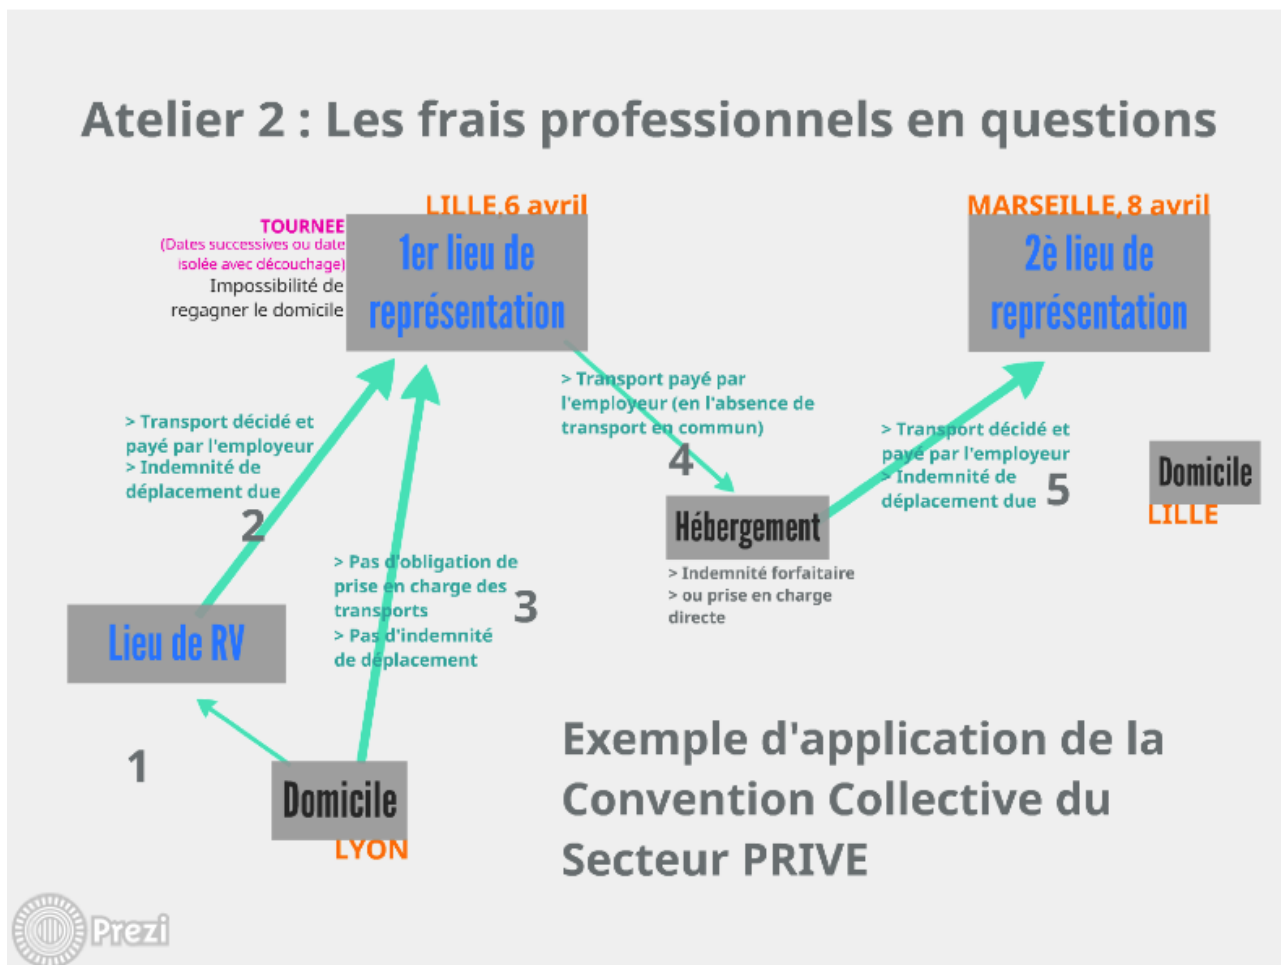 Atelier 2 : Les frais professionnels en questions
TOURNEE
(Dates successives ou date
isolée avec découchage)
Impossibilité de
regagner le domicile
LILLE,6 avril
1er lieu de
représentation
MARSEILLE, 8 avril
2è lieu de
représentation
> Transport décidé et
payé par l'employeur
> Indemnité de
déplacement due
2
> Transport payé par
l'employeur (en l'absence de
transport en commun)
4
> Transport décidé et
payé par l'employeur
> Indemnité de
déplacement due
5
Domicile
LILLE
Hébergement
> Indemnité forfaitaire
> ou prise en charge
directe
> Pas d'obligation de
prise en charge des
transports
> Pas d'indemnité
de déplacement
3
Lieu de RV
1
Domicile
LYON
Exemple d'application de la
Convention Collective du
Secteur PRIVE
Prezi